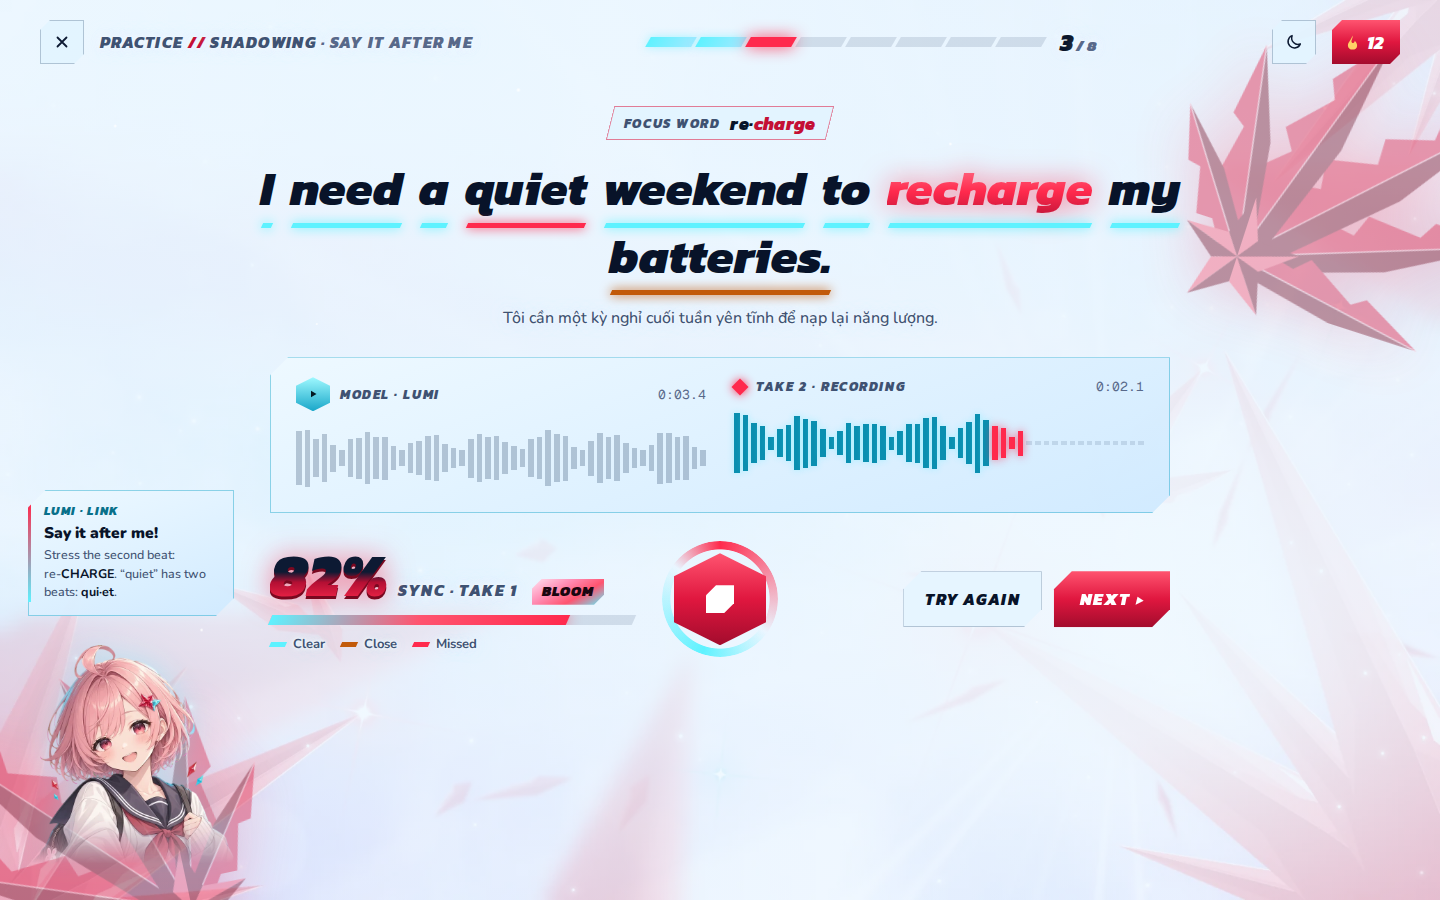 PRACTICE // SHADOWING · SAY IT AFTER ME
3 / 8
12
FOCUS WORD re·charge
I need a quiet weekend to recharge my
batteries.
Tôi cần một kỳ nghỉ cuối tuần yên tĩnh để nạp lại năng lượng.
MODEL · LUMI
0:03.4
TAKE 2 · RECORDING
0:02.1
LUMI · LINK
Say it after me!
Stress the second beat:
re-CHARGE. “quiet” has two
beats: qui·et.
82% SYNC · TAKE 1 BLOOM
Clear Close Missed
TRY AGAIN
NEXT